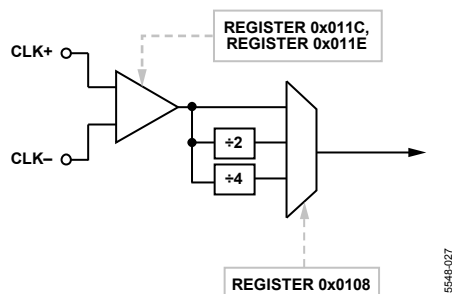 REGISTER 0x011C,
REGISTER 0x011E
CLK+
CLK–
÷2
÷4
REGISTER 0x0108
5548-027